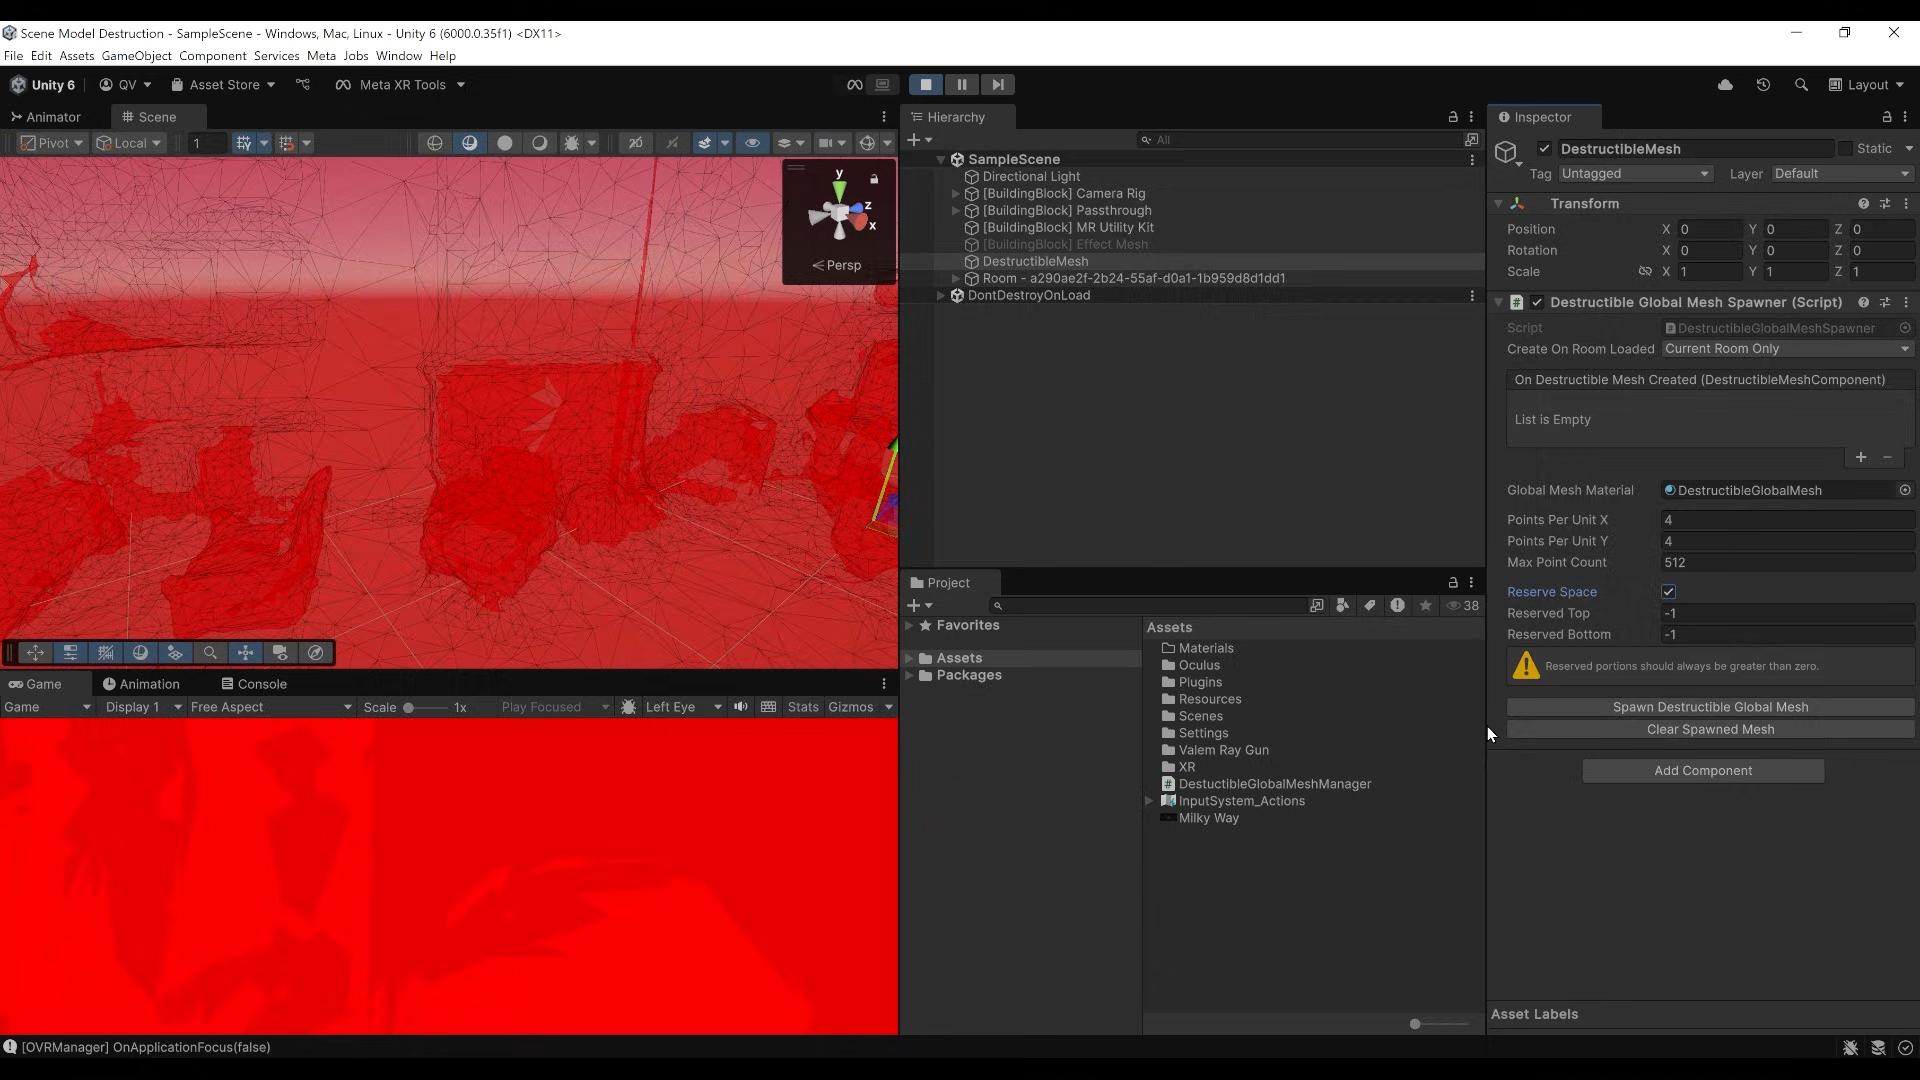 Scene Model Destruction - SampleScene - Windows, Mac, Linux - Unity 6 (6000.0.35f1) <DX11>
File Edit Assets GameObject Component Services Meta Jobs Window Help
Unity 6 QV Asset Store Meta XR Tools Layout
Animator Scene
Pivot Local 1 2D
y
z
x
Persp
Hierarchy
All
SampleScene
Directional Light
[BuildingBlock] Camera Rig
[BuildingBlock] Passthrough
[BuildingBlock] MR Utility Kit
[BuildingBlock] Effect Mesh
DestructibleMesh
Room - a290ae2f-2b24-55af-d0a1-1b959d8d1dd1
DontDestroyOnLoad
Inspector
DestructibleMesh Static
Tag Untagged Layer Default
Transform
Position X 0 Y 0 Z 0
Rotation X 0 Y 0 Z 0
Scale X 1 Y 1 Z 1
Destructible Global Mesh Spawner (Script)
Script DestructibleGlobalMeshSpawner
Create On Room Loaded Current Room Only
On Destructible Mesh Created (DestructibleMeshComponent)
List is Empty
+ -
Global Mesh Material DestructibleGlobalMesh
Points Per Unit X 4
Points Per Unit Y 4
Max Point Count 512
Reserve Space
Reserved Top -1
Reserved Bottom -1
Reserved portions should always be greater than zero.
Spawn Destructible Global Mesh
Clear Spawned Mesh
Add Component
Asset Labels
Project
38
Favorites
Assets
Packages
Assets
Materials
Oculus
Plugins
Resources
Scenes
Settings
Valem Ray Gun
XR
DestuctibleGlobalMeshManager
InputSystem_Actions
Milky Way
Game Animation Console
Game Display 1 Free Aspect Scale 1x Play Focused Left Eye Stats Gizmos
[OVRManager] OnApplicationFocus(false)